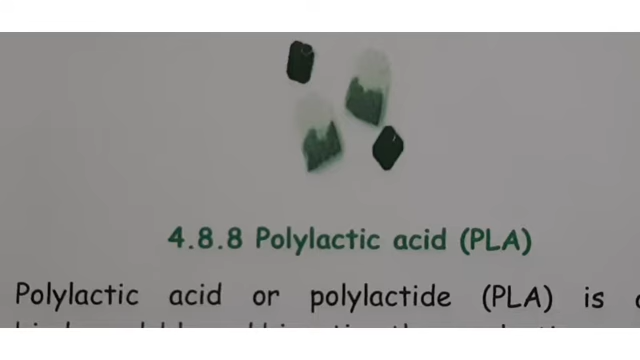 4.8.8 Polylactic acid (PLA)
Polylactic acid or polylactide (PLA) is